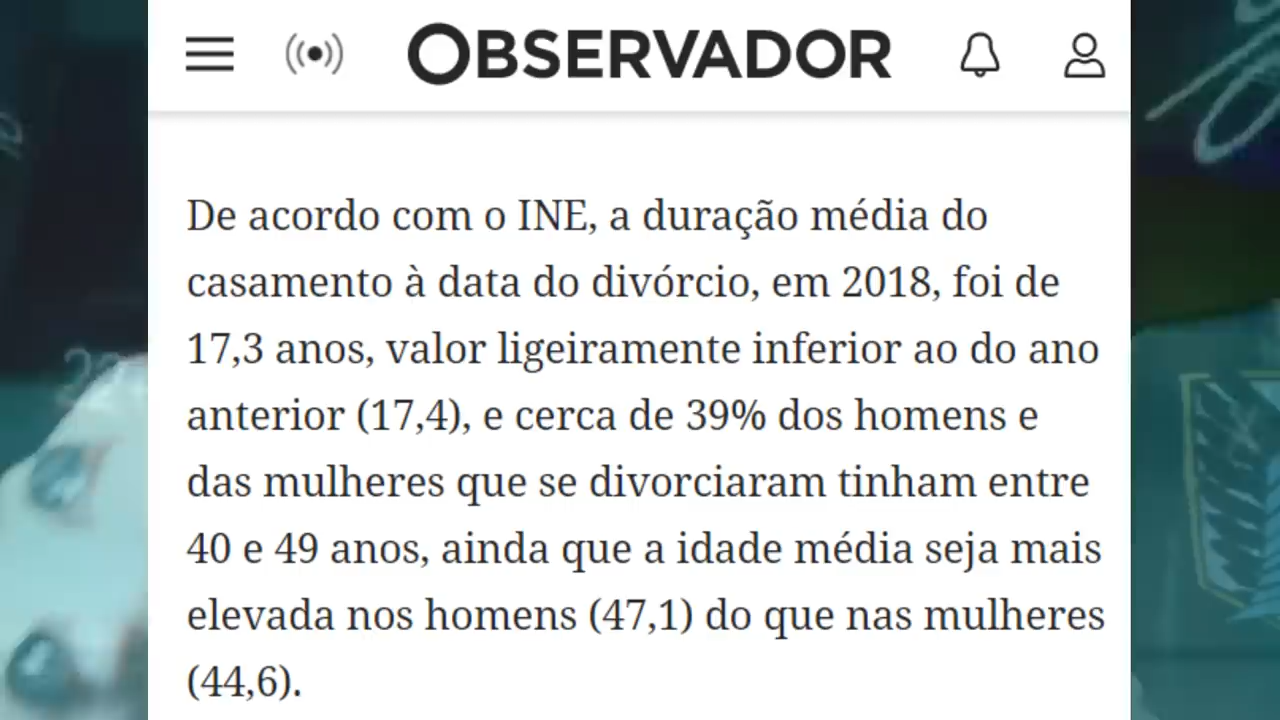 OBSERVADOR
De acordo com o INE, a duração média do
casamento à data do divórcio, em 2018, foi de
17,3 anos, valor ligeiramente inferior ao do ano
anterior (17,4), e cerca de 39% dos homens e
das mulheres que se divorciaram tinham entre
40 e 49 anos, ainda que a idade média seja mais
elevada nos homens (47,1) do que nas mulheres
(44,6).